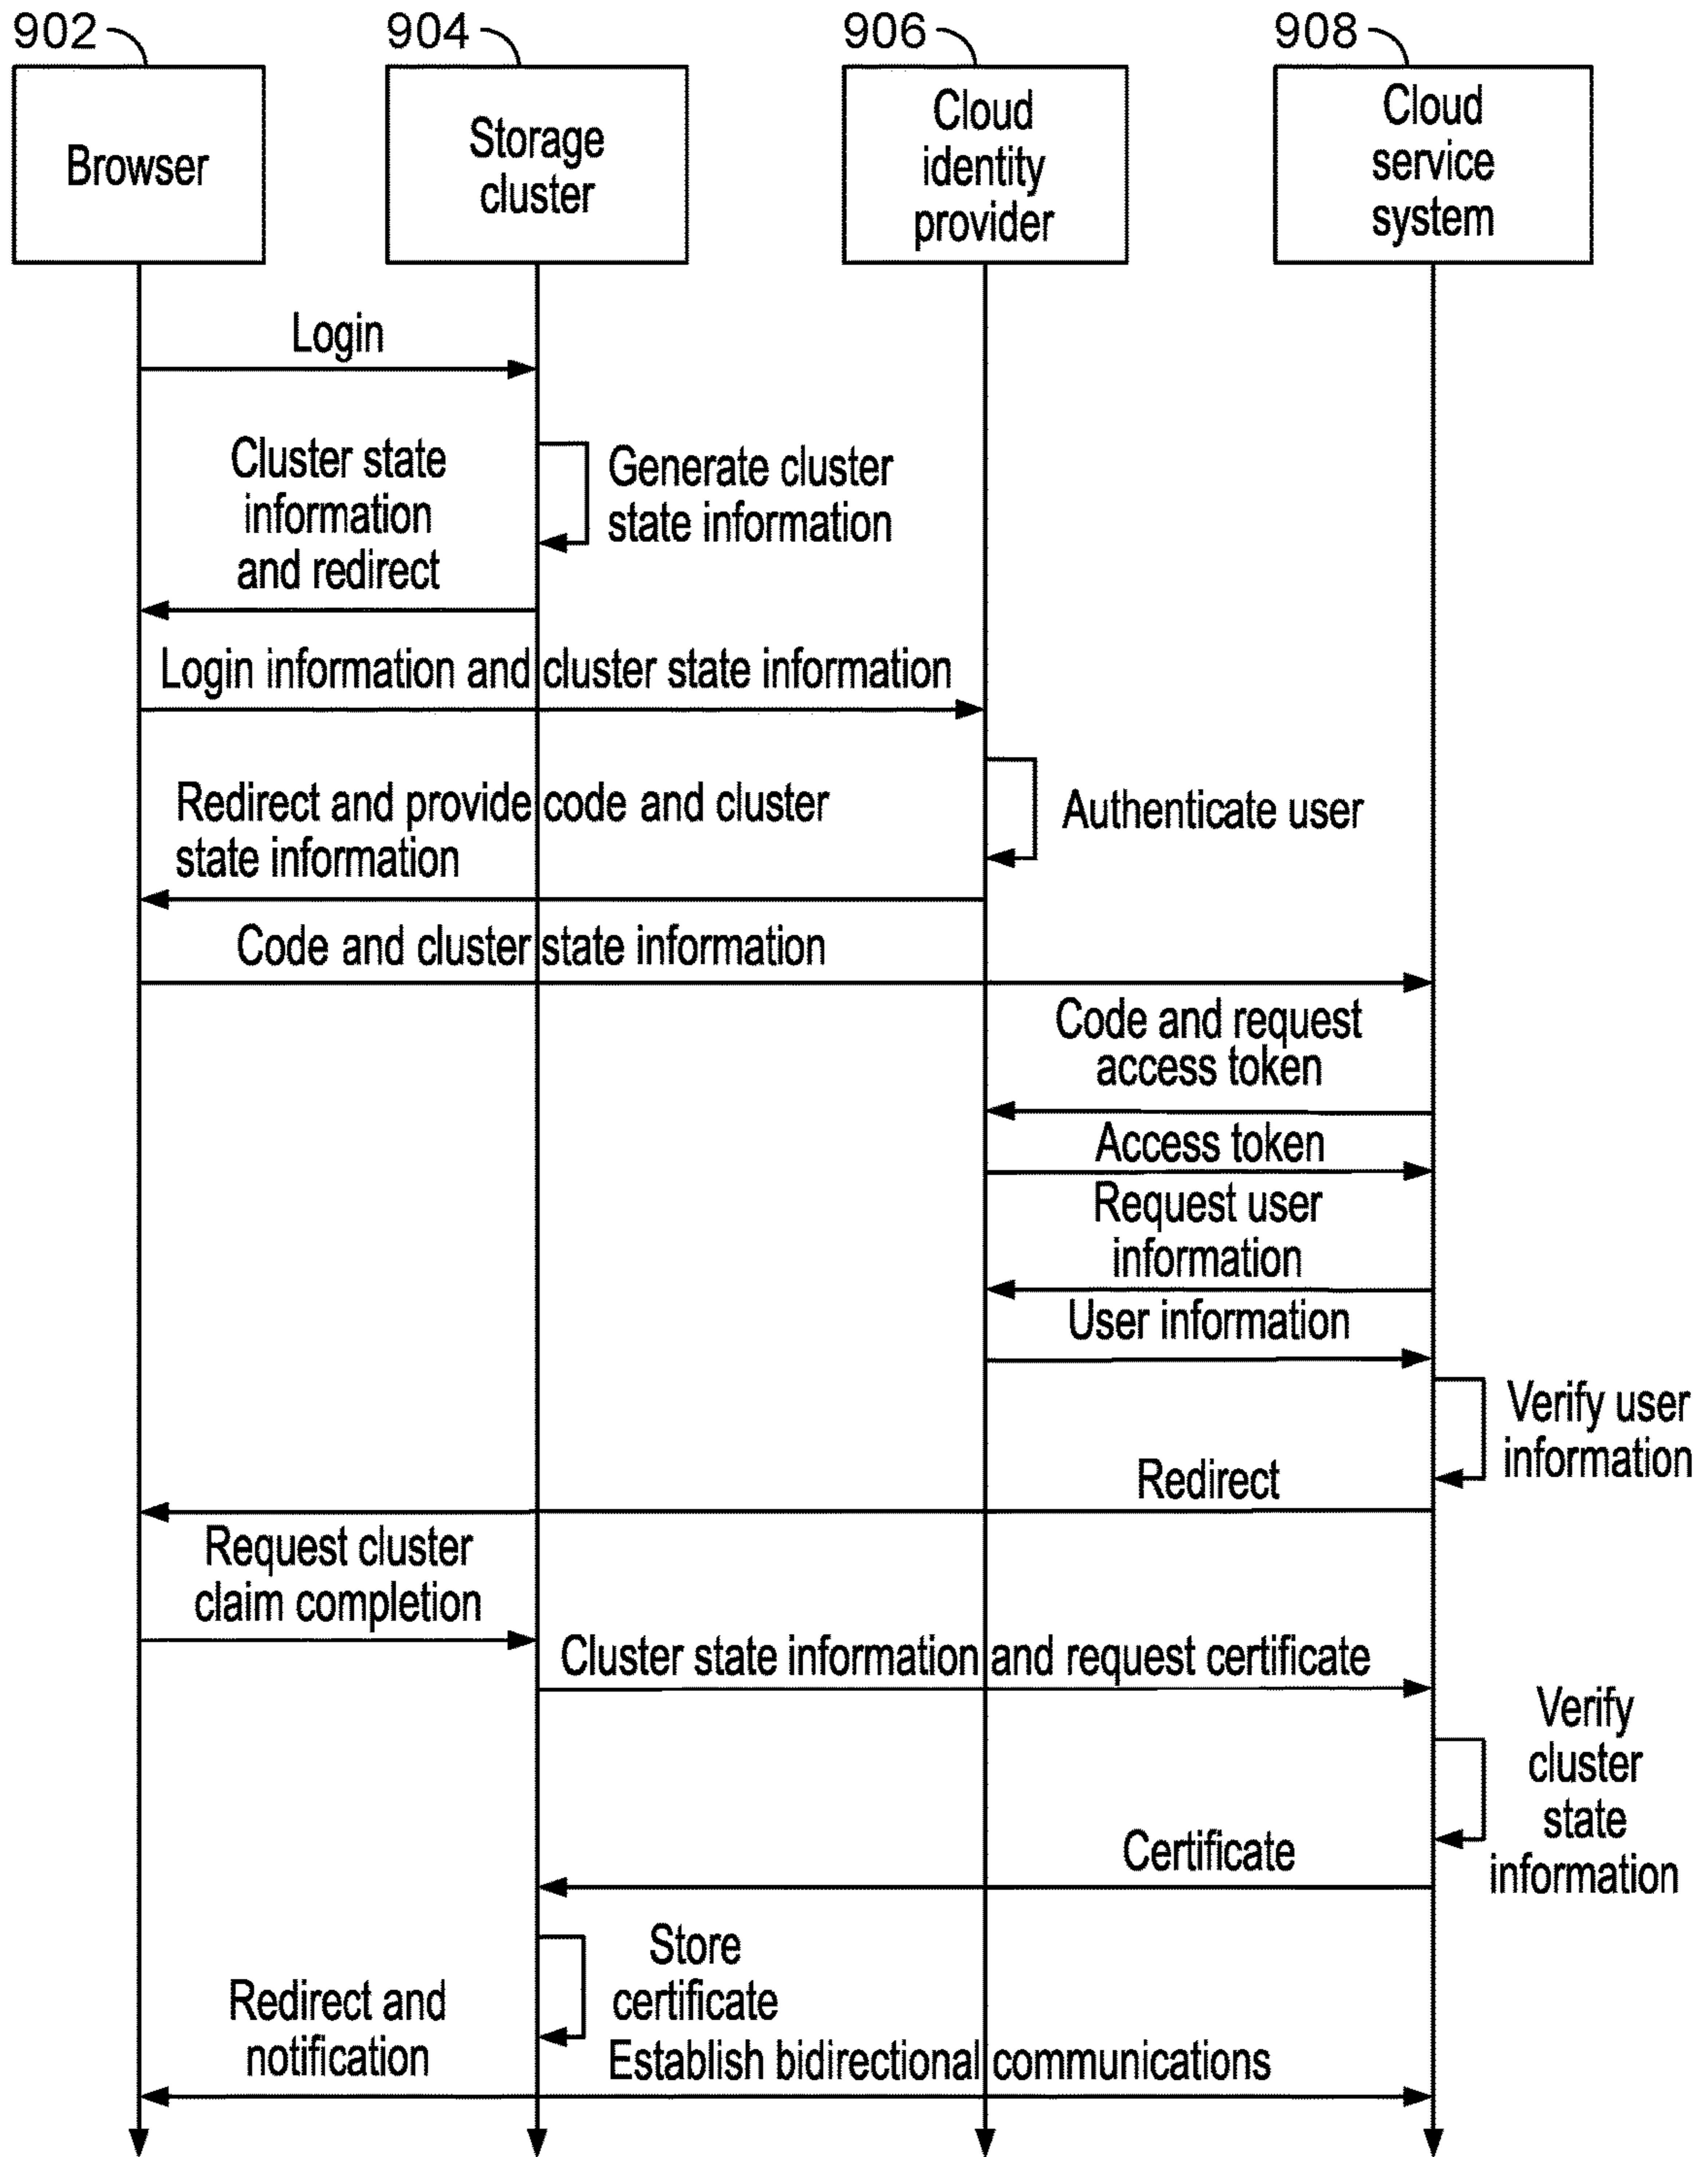 902
904
906
908
Browser
Storage
cluster
Cloud
identity
provider
Cloud
service
system
Login
Cluster state
information
and redirect
Generate cluster
state information
Login information and cluster state information
Authenticate user
Redirect and provide code and cluster
state information
Code and cluster state information
Code and request
access token
Access token
Request user
information
User information
Verify user
information
Redirect
Request cluster
claim completion
Cluster state information and request certificate
Verify
cluster
state
information
Certificate
Store
certificate
Redirect and
notification
Establish bidirectional communications